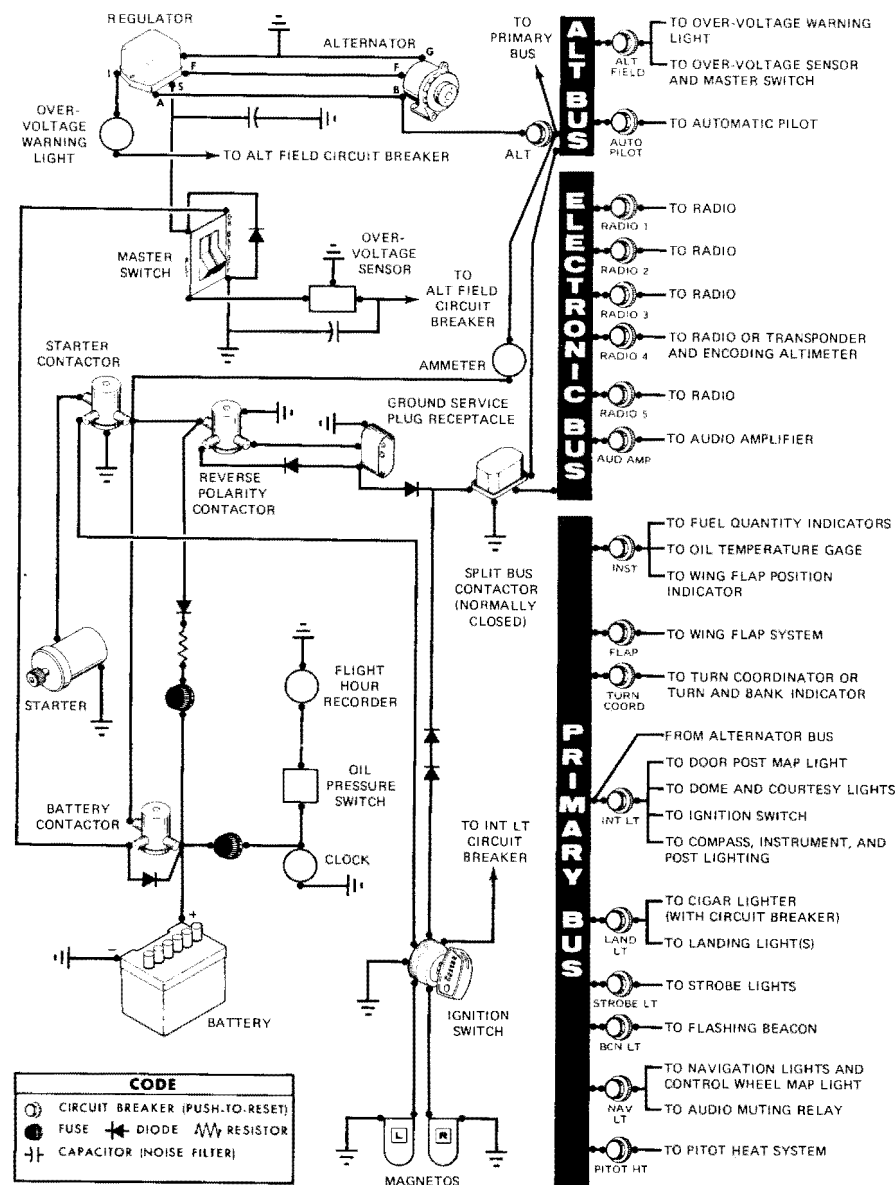 REGULATOR
ALTERNATOR
G
F
F
I
S
A
B
OVER-
VOLTAGE
WARNING
LIGHT
TO ALT FIELD CIRCUIT BREAKER
TO
PRIMARY
BUS
ALT
ALT BUS
ALT
FIELD
TO OVER-VOLTAGE WARNING
LIGHT
TO OVER-VOLTAGE SENSOR
AND MASTER SWITCH
AUTO
PILOT
TO AUTOMATIC PILOT
MASTER
SWITCH
OVER-
VOLTAGE
SENSOR
TO
ALT FIELD
CIRCUIT
BREAKER
AMMETER
ELECTRONIC BUS
RADIO 1
TO RADIO
RADIO 2
TO RADIO
RADIO 3
TO RADIO
RADIO 4
TO RADIO OR TRANSPONDER
AND ENCODING ALTIMETER
RADIO 5
TO RADIO
AUD AMP
TO AUDIO AMPLIFIER
STARTER
CONTACTOR
GROUND SERVICE
PLUG RECEPTACLE
REVERSE
POLARITY
CONTACTOR
SPLIT BUS
CONTACTOR
(NORMALLY
CLOSED)
STARTER
FLIGHT
HOUR
RECORDER
OIL
PRESSURE
SWITCH
BATTERY
CONTACTOR
CLOCK
+
−
BATTERY
TO INT LT
CIRCUIT
BREAKER
IGNITION
SWITCH
L
R
MAGNETOS
PRIMARY BUS
INST
TO FUEL QUANTITY INDICATORS
TO OIL TEMPERATURE GAGE
TO WING FLAP POSITION
INDICATOR
FLAP
TO WING FLAP SYSTEM
TURN
COORD
TO TURN COORDINATOR OR
TURN AND BANK INDICATOR
FROM ALTERNATOR BUS
INT LT
TO DOOR POST MAP LIGHT
TO DOME AND COURTESY LIGHTS
TO IGNITION SWITCH
TO COMPASS, INSTRUMENT, AND
POST LIGHTING
LAND
LT
TO CIGAR LIGHTER
(WITH CIRCUIT BREAKER)
TO LANDING LIGHT(S)
STROBE LT
TO STROBE LIGHTS
BCN LT
TO FLASHING BEACON
NAV
LT
TO NAVIGATION LIGHTS AND
CONTROL WHEEL MAP LIGHT
TO AUDIO MUTING RELAY
PITOT HT
TO PITOT HEAT SYSTEM
CODE
CIRCUIT BREAKER (PUSH-TO-RESET)
FUSE DIODE RESISTOR
CAPACITOR (NOISE FILTER)